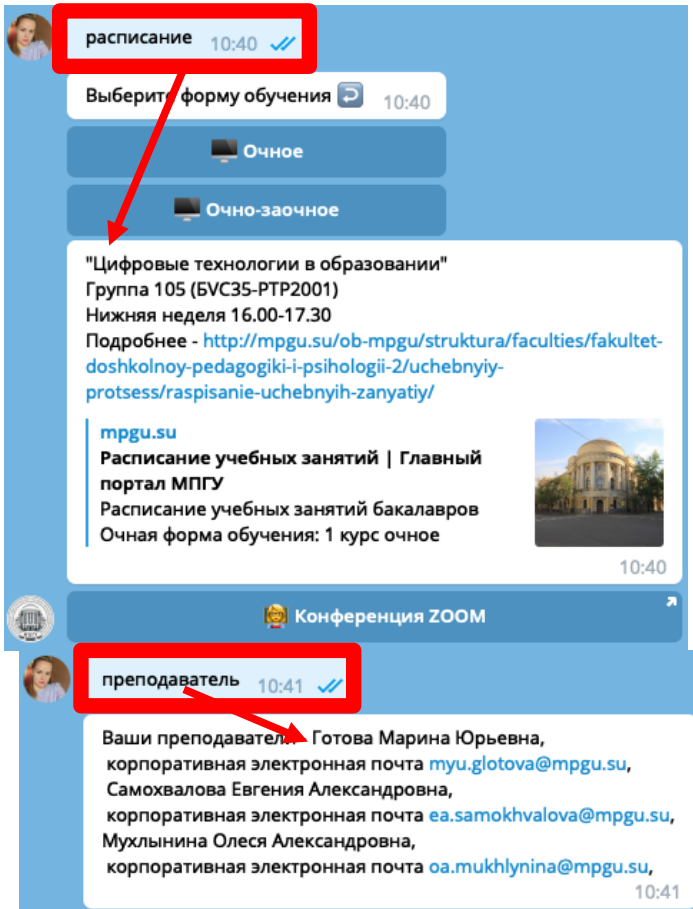 расписание 10:40
Выберите форму обучения 10:40
Очное
Очно-заочное
"Цифровые технологии в образовании"
Группа 105 (БVC35-PTP2001)
Нижняя неделя 16.00-17.30
Подробнее - http://mpgu.su/ob-mpgu/struktura/faculties/fakultet-
doshkolnoy-pedagogiki-i-psihologii-2/uchebnyiy-
protsess/raspisanie-uchebnyih-zanyatiy/
mpgu.su
Расписание учебных занятий | Главный
портал МПГУ
Расписание учебных занятий бакалавров
Очная форма обучения: 1 курс очное
10:40
Конференция ZOOM
преподаватель 10:41
Ваши преподаватели - Готова Марина Юрьевна,
корпоративная электронная почта myu.glotova@mpgu.su,
Самохвалова Евгения Александровна,
корпоративная электронная почта ea.samokhvalova@mpgu.su,
Мухлынина Олеся Александровна,
корпоративная электронная почта oa.mukhlynina@mpgu.su,
10:41